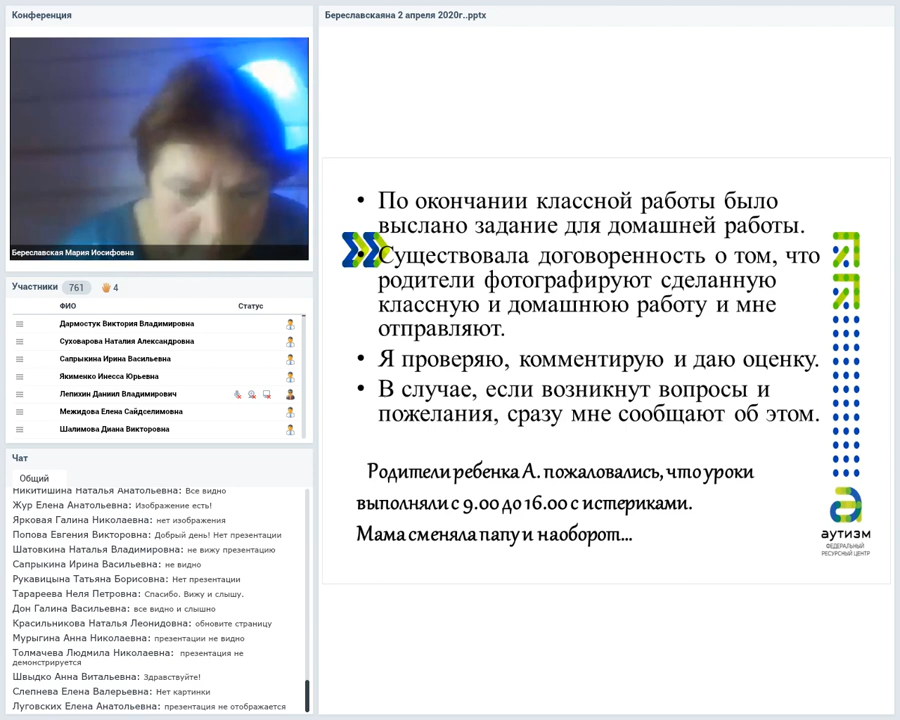 Конференция
Береславская Мария Иосифовна
Участники 761 4
ФИО Статус
Дармостук Виктория Владимировна
Суховарова Наталия Александровна
Сапрыкина Ирина Васильевна
Якименко Инесса Юрьевна
Лепихин Даниил Владимирович
Межидова Елена Сайдселимовна
Шалимова Диана Викторовна
Чат
Общий
Никитишина Наталья Анатольевна: Все видно
Жур Елена Анатольевна: Изображение есть!
Ярковая Галина Николаевна: нет изображения
Попова Евгения Викторовна: Добрый день! Нет презентации
Шатовкина Наталья Владимировна: не вижу презентацию
Сапрыкина Ирина Васильевна: не видно
Рукавицына Татьяна Борисовна: Нет презентации
Тарареева Неля Петровна: Спасибо. Вижу и слышу.
Дон Галина Васильевна: все видно и слышно
Красильникова Наталья Леонидовна: обновите страницу
Мурыгина Анна Николаевна: презентации не видно
Толмачева Людмила Николаевна: презентация не
демонстрируется
Швыдко Анна Витальевна: Здравствуйте!
Слепнева Елена Валерьевна: Нет картинки
Луговских Елена Анатольевна: презентация не отображается
Береславскаяна 2 апреля 2020г..pptx
• По окончании классной работы было
выслано задание для домашней работы.
• Существовала договоренность о том, что
родители фотографируют сделанную
классную и домашнюю работу и мне
отправляют.
• Я проверяю, комментирую и даю оценку.
• В случае, если возникнут вопросы и
пожелания, сразу мне сообщают об этом.
Родители ребенка А. пожаловались, что уроки
выполняли с 9.00 до 16.00 с истериками.
Мама сменяла папу и наоборот...
аутизм
ФЕДЕРАЛЬНЫЙ
РЕСУРСНЫЙ ЦЕНТР